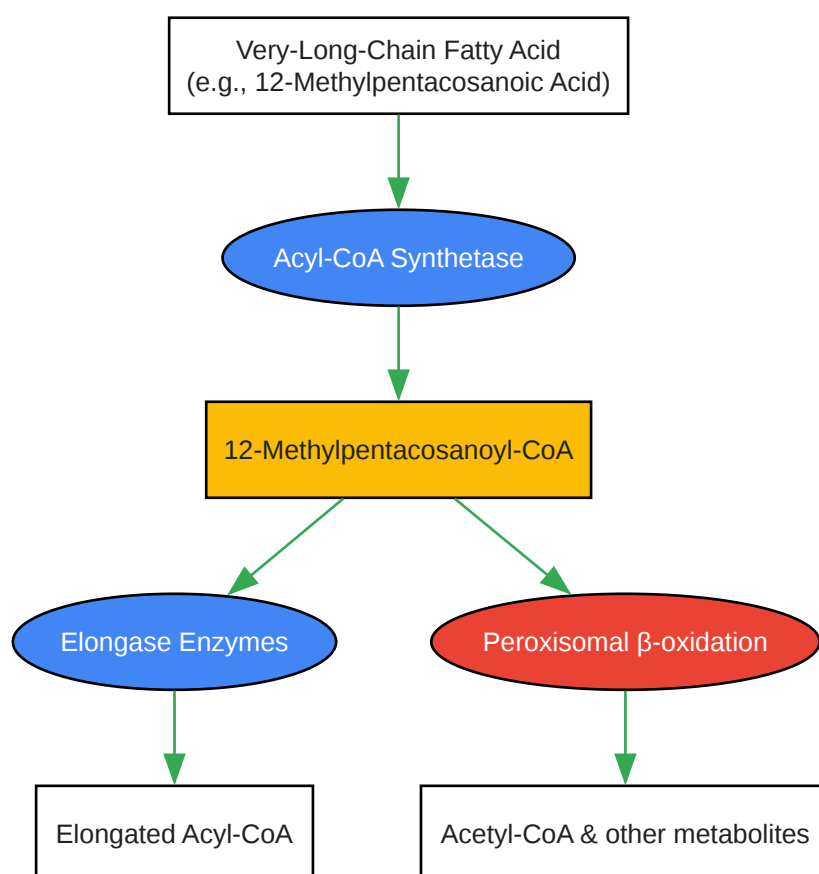 Very-Long-Chain Fatty Acid
(e.g., 12-Methylpentacosanoic Acid)
Acyl-CoA Synthetase
12-Methylpentacosanoyl-CoA
Elongase Enzymes
Peroxisomal β-oxidation
Elongated Acyl-CoA
Acetyl-CoA & other metabolites